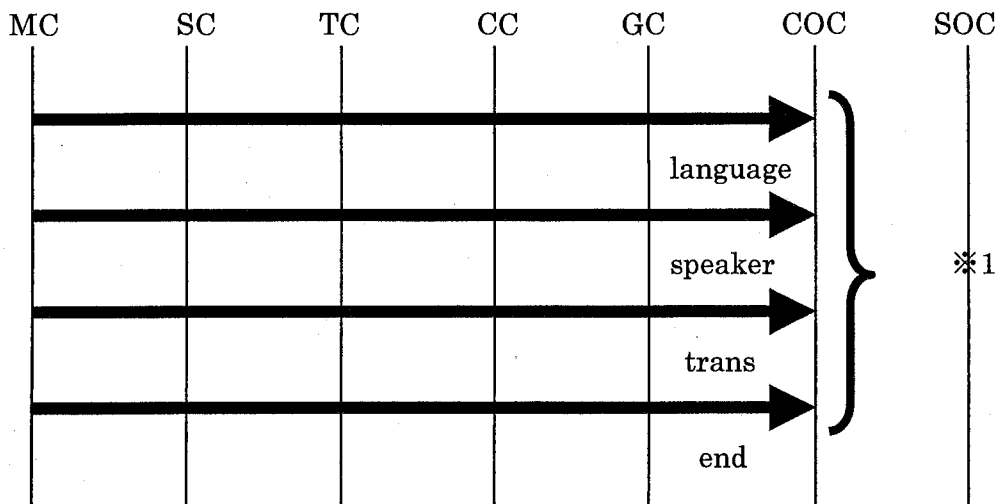 MC SC TC CC GC COC SOC
language
speaker
※1
trans
end